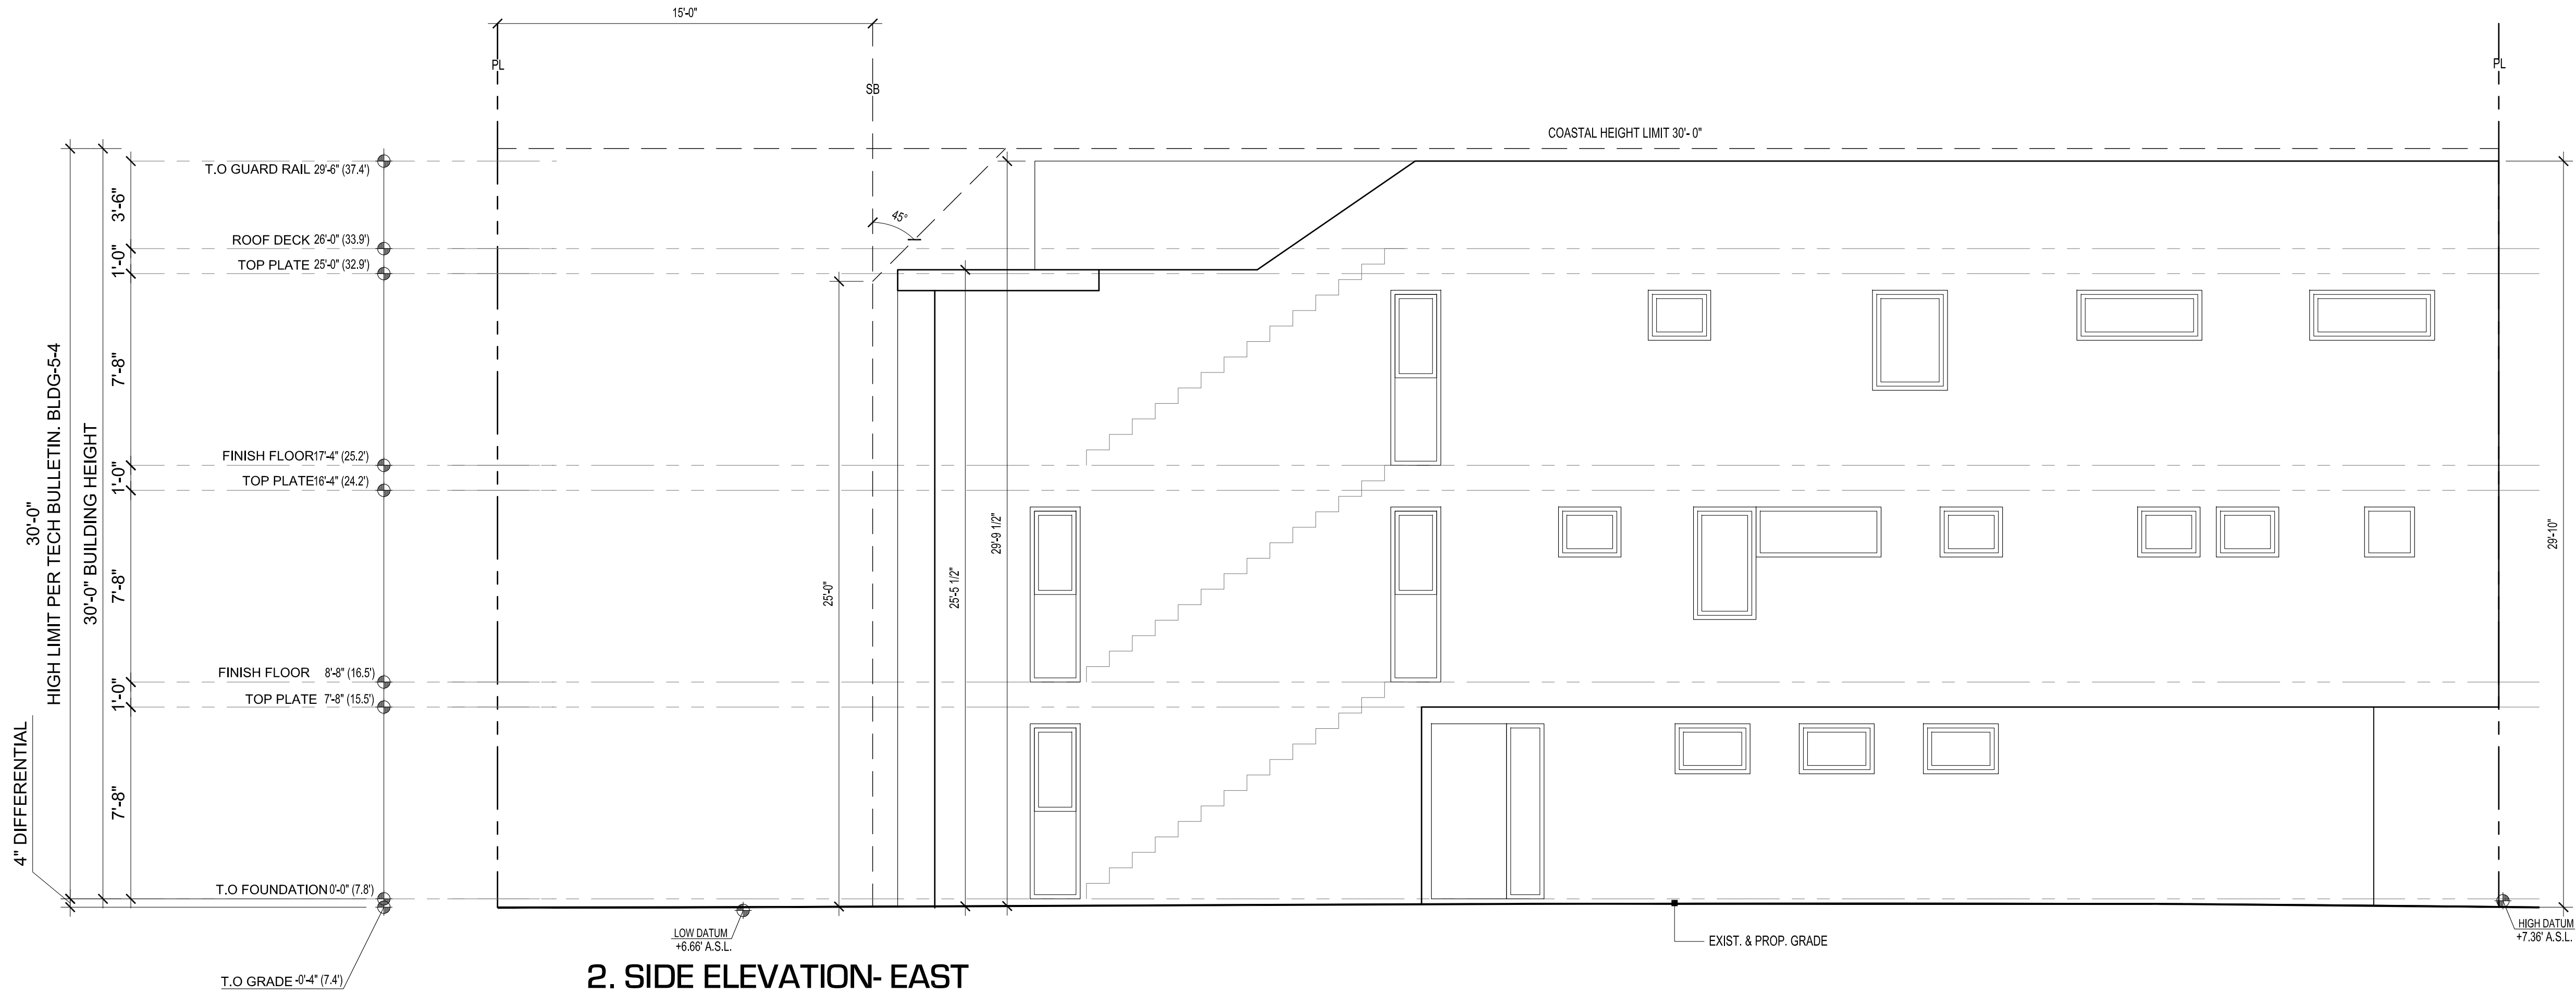 15'-0"
PL
SB
PL
COASTAL HEIGHT LIMIT 30'- 0"
T.O GUARD RAIL 29'-6" (37.4')
45°
ROOF DECK 26'-0" (33.9')
TOP PLATE 25'-0" (32.9')
FINISH FLOOR 17'-4" (25.2')
TOP PLATE 16'-4" (24.2')
FINISH FLOOR 8'-8" (16.5')
TOP PLATE 7'-8" (15.5')
T.O FOUNDATION 0'-0" (7.8')
T.O GRADE -0'-4" (7.4')
4" DIFFERENTIAL
30'-0"
HIGH LIMIT PER TECH BULLETIN. BLDG-5-4
30'-0" BUILDING HEIGHT
3'-6"
1'-0"
7'-8"
1'-0"
7'-8"
1'-0"
7'-8"
25'-0"
25'-5 1/2"
29'-9 1/2"
29'-10"
LOW DATUM
+6.66' A.S.L.
EXIST. & PROP. GRADE
HIGH DATUM
+7.36' A.S.L.
2. SIDE ELEVATION- EAST